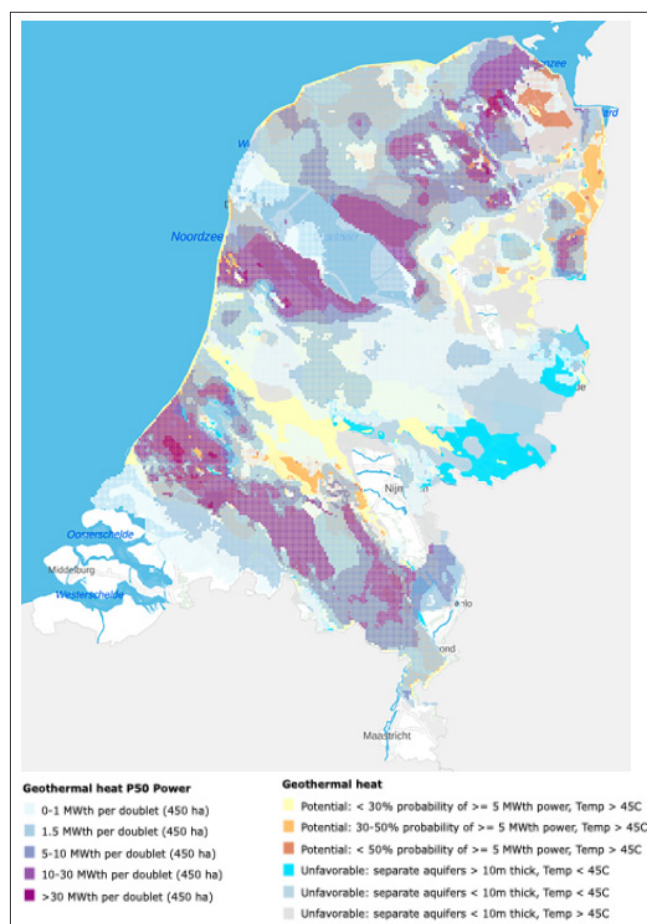 Noordzee
Nijm
en
Oosterschelde
Middelburg
Westerschelde
Maastricht
Geothermal heat P50 Power
0-1 MWth per doublet (450 ha)
1.5 MWth per doublet (450 ha)
5-10 MWth per doublet (450 ha)
10-30 MWth per doublet (450 ha)
>30 MWth per doublet (450 ha)
Geothermal heat
Potential: < 30% probability of >= 5 MWth power, Temp > 45C
Potential: 30-50% probability of >= 5 MWth power, Temp > 45C
Potential: < 50% probability of >= 5 MWth power, Temp > 45C
Unfavorable: separate aquifers > 10m thick, Temp < 45C
Unfavorable: separate aquifers < 10m thick, Temp < 45C
Unfavorable: separate aquifers < 10m thick, Temp < 45C